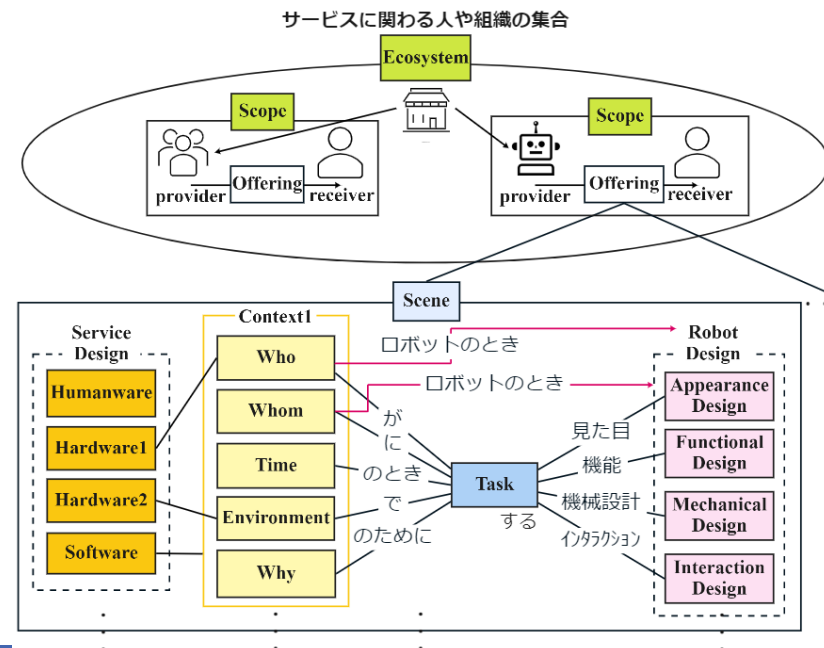 サービスに関わる人や組織の集合
Ecosystem
Scope
Scope
Offering
provider
receiver
Offering
provider
receiver
Scene
Service
Design
Humanware
Hardware1
Hardware2
Software
Context1
Who
Whom
Time
Environment
Why
ロボットのとき
ロボットのとき
が
に
のとき
で
のために
Task
する
見た目
機能
機械設計
インタラクション
Robot
Design
Appearance
Design
Functional
Design
Mechanical
Design
Interaction
Design